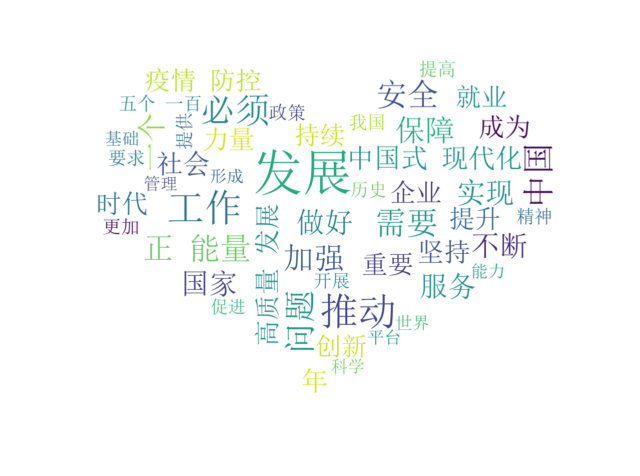 提高
疫情 防控
安全
就业
五个
一百
必须
政策
我国
保障
成为
基础
提供
一个
力量
持续
中国
要求
社会
形成
发展
中国式 现代化
管理
历史
企业
实现
时代
工作
做好
需要
提升
精神
更加
正 能量
高质量 发展
加强
重要
坚持
不断
国家
开展
服务
能力
促进
问题
推动
世界
平台
创新
科学
年